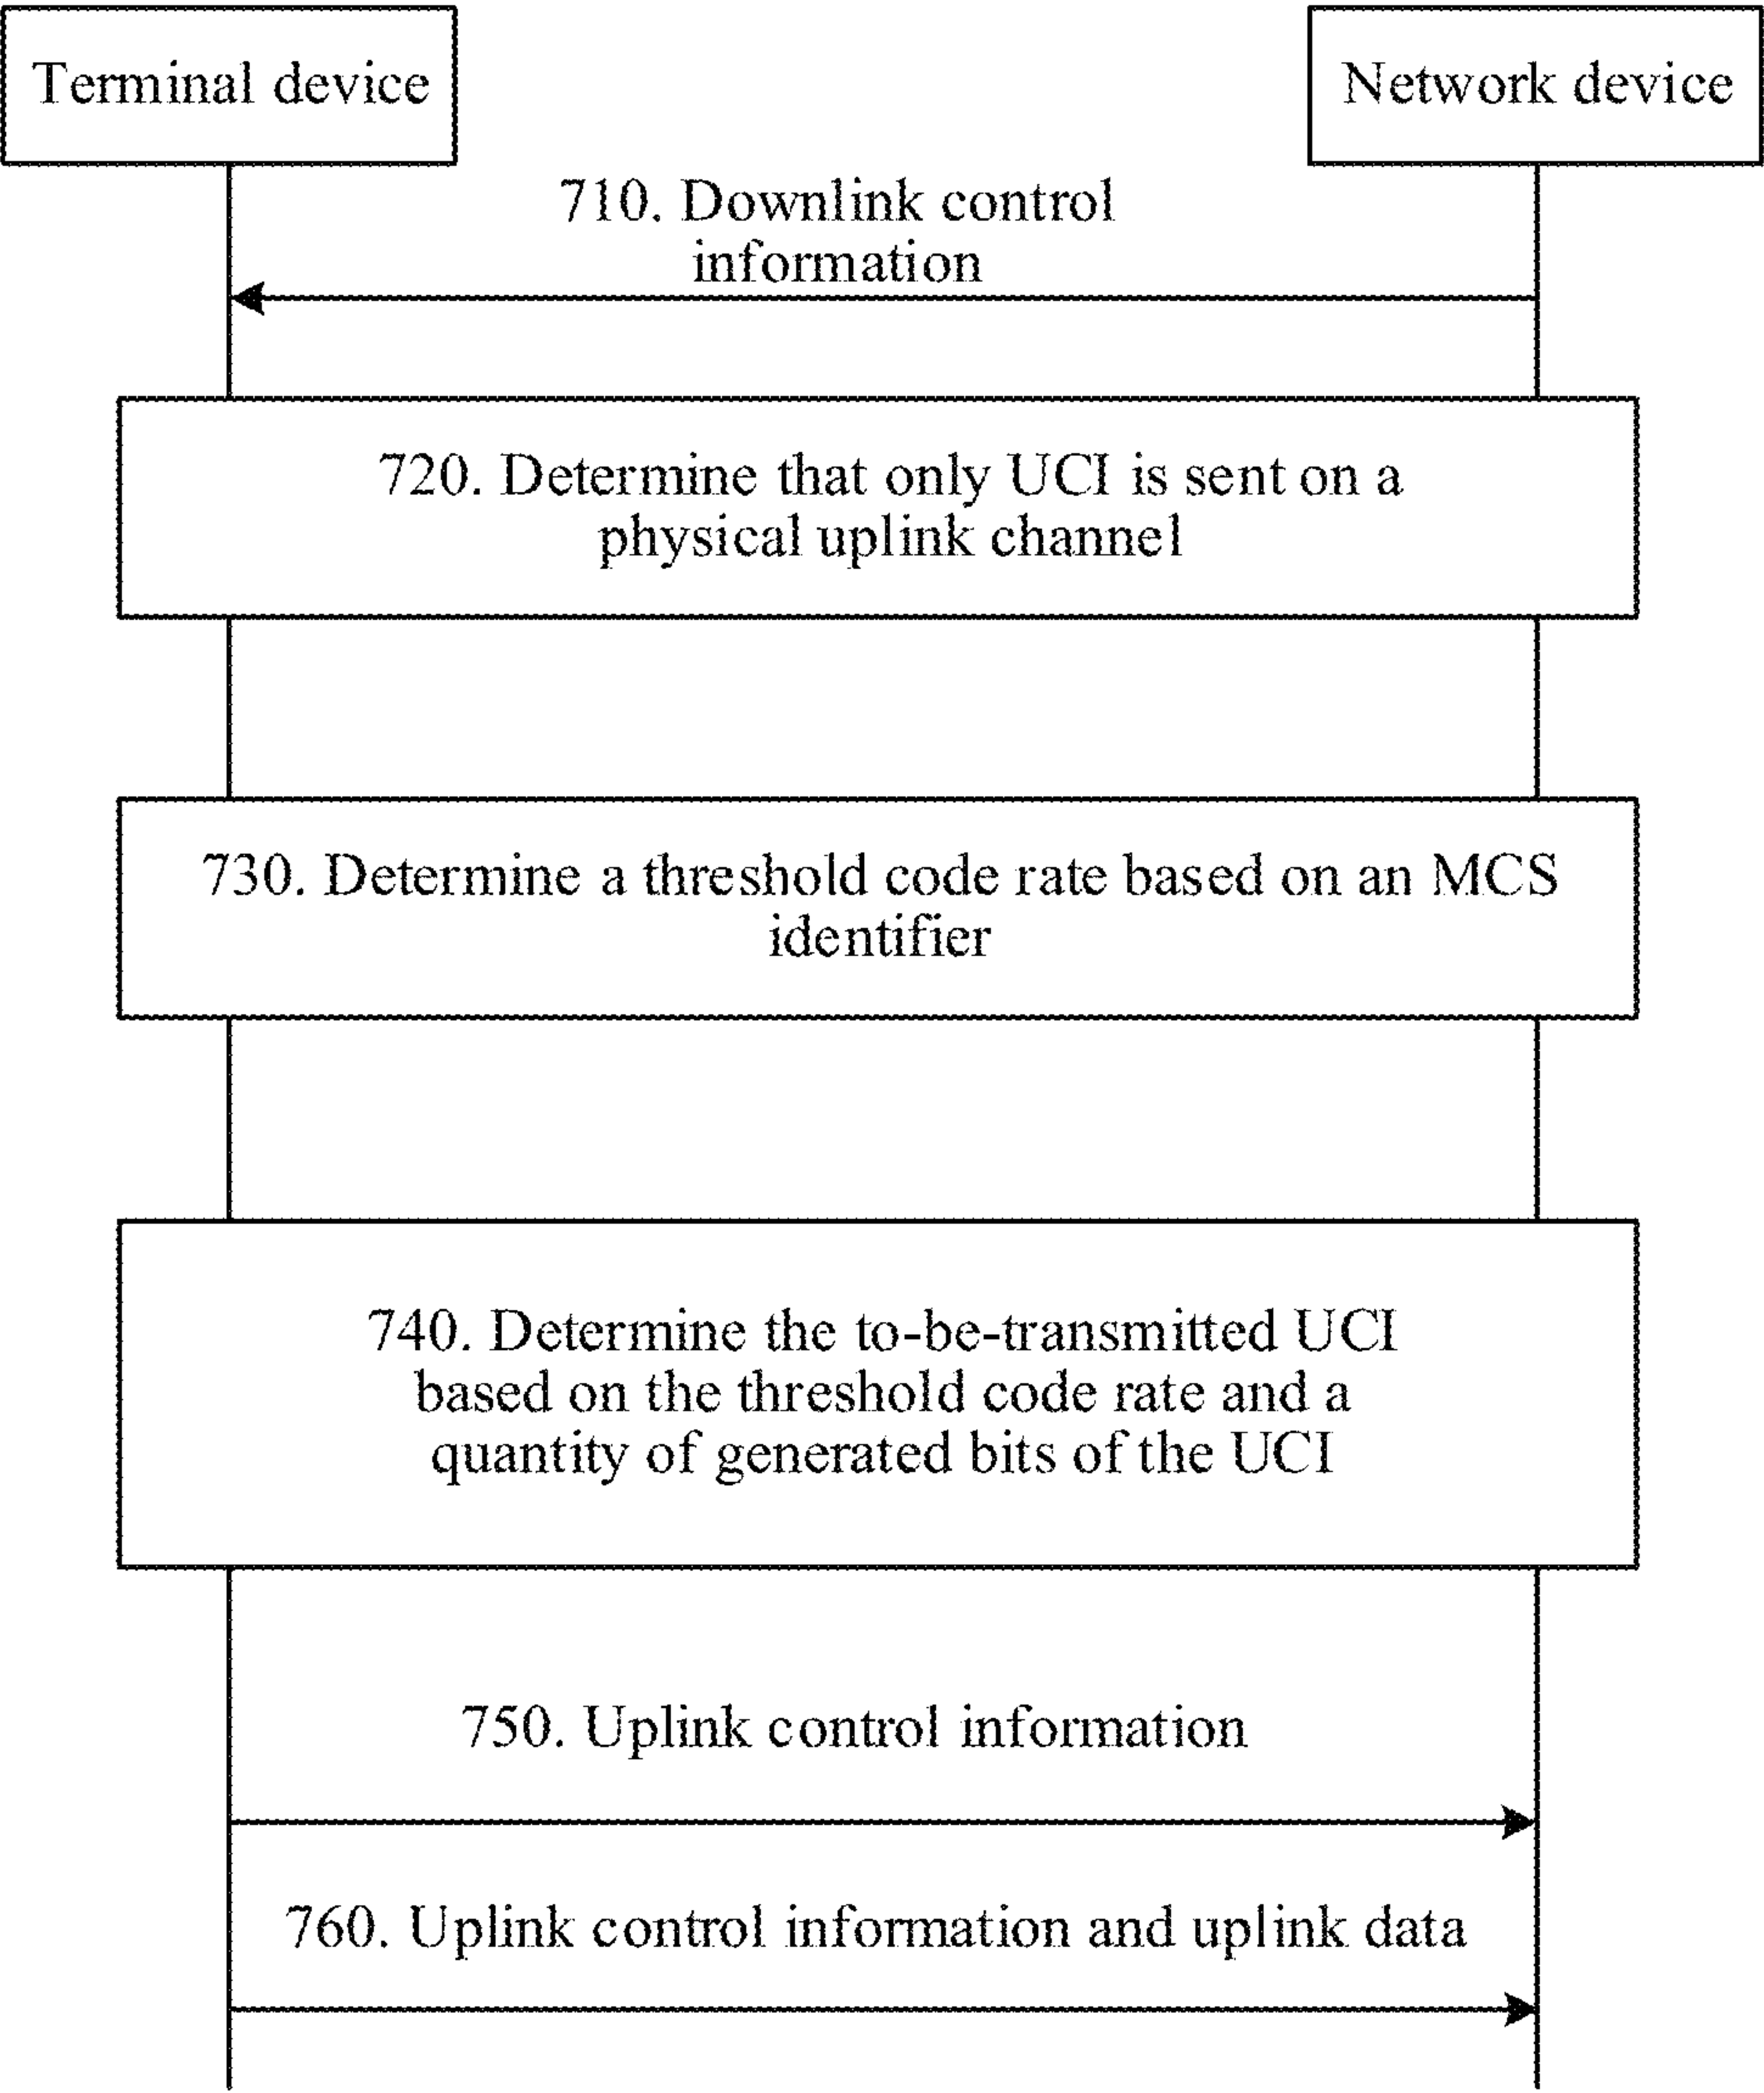 Terminal device
Network device
710. Downlink control
information
720. Determine that only UCI is sent on a
physical uplink channel
730. Determine a threshold code rate based on an MCS
identifier
740. Determine the to-be-transmitted UCI
based on the threshold code rate and a
quantity of generated bits of the UCI
750. Uplink control information
760. Uplink control information and uplink data